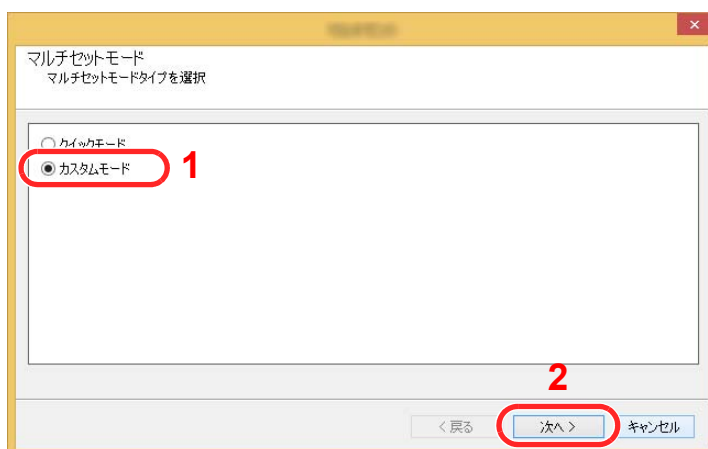 マルチセットモード
マルチセットモードタイプを選択
クイックモード
カスタムモード
1
2
< 戻る
次へ >
キャンセル